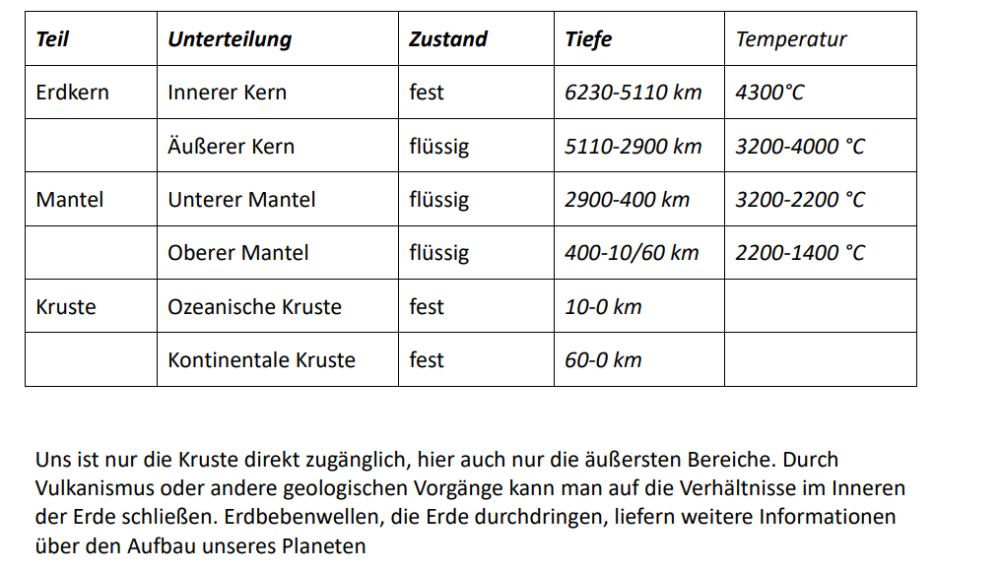 Teil Unterteilung Zustand Tiefe Temperatur
Erdkern Innerer Kern fest 6230-5110 km 4300°C
Äußerer Kern flüssig 5110-2900 km 3200-4000 °C
Mantel Unterer Mantel flüssig 2900-400 km 3200-2200 °C
Oberer Mantel flüssig 400-10/60 km 2200-1400 °C
Kruste Ozeanische Kruste fest 10-0 km
Kontinentale Kruste fest 60-0 km
Uns ist nur die Kruste direkt zugänglich, hier auch nur die äußersten Bereiche. Durch
Vulkanismus oder andere geologischen Vorgänge kann man auf die Verhältnisse im Inneren
der Erde schließen. Erdbebenwellen, die Erde durchdringen, liefern weitere Informationen
über den Aufbau unseres Planeten